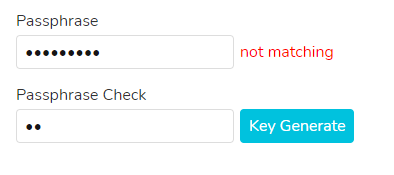 Passphrase
••••••••• not matching
Passphrase Check
•• Key Generate